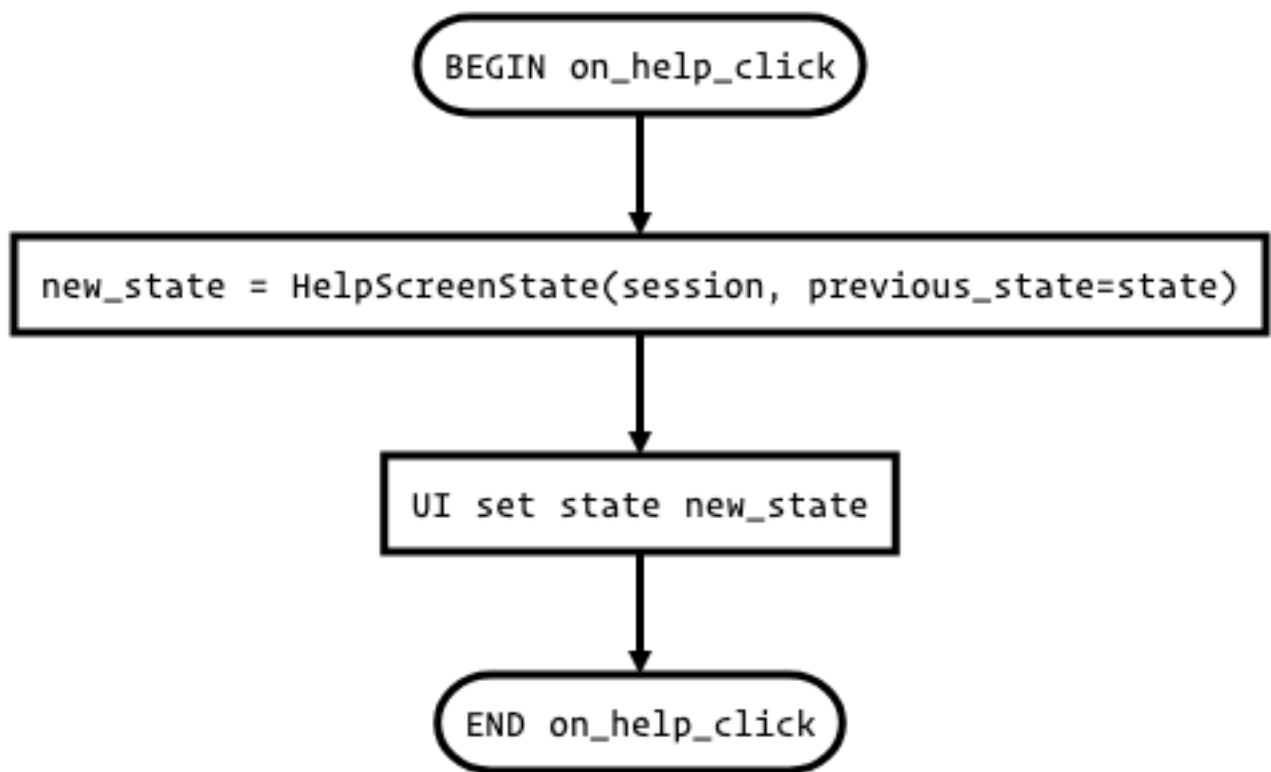 BEGIN on_help_click
new_state = HelpScreenState(session, previous_state=state)
UI set state new_state
END on_help_click